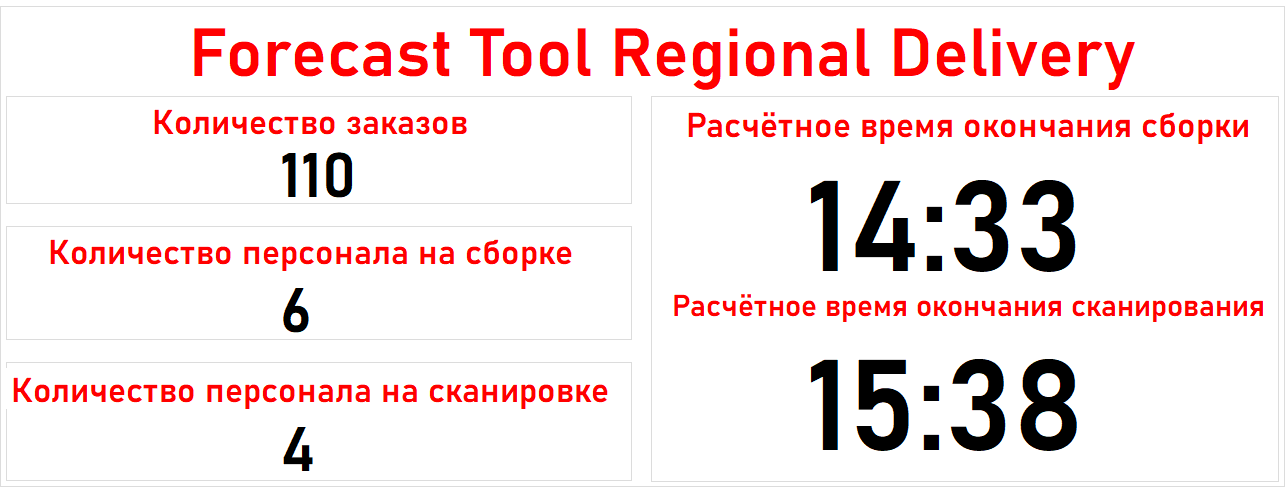 Forecast Tool Regional Delivery
Количество заказов
110
Количество персонала на сборке
6
Количество персонала на сканировке
4
Расчётное время окончания сборки
14:33
Расчётное время окончания сканирования
15:38